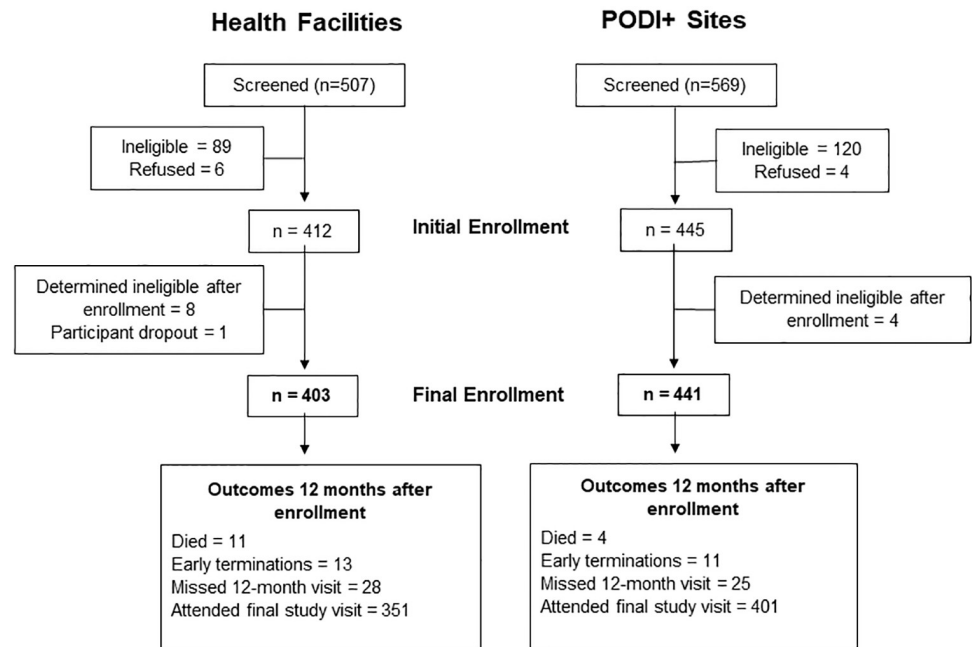 Health Facilities
PODI+ Sites
Screened (n=507)
Screened (n=569)
Ineligible = 89
Refused = 6
Ineligible = 120
Refused = 4
n = 412
Initial Enrollment
n = 445
Determined ineligible after
enrollment = 8
Participant dropout = 1
Determined ineligible after
enrollment = 4
n = 403
Final Enrollment
n = 441
Outcomes 12 months after
enrollment
Died = 11
Early terminations = 13
Missed 12-month visit = 28
Attended final study visit = 351
Outcomes 12 months after
enrollment
Died = 4
Early terminations = 11
Missed 12-month visit = 25
Attended final study visit = 401